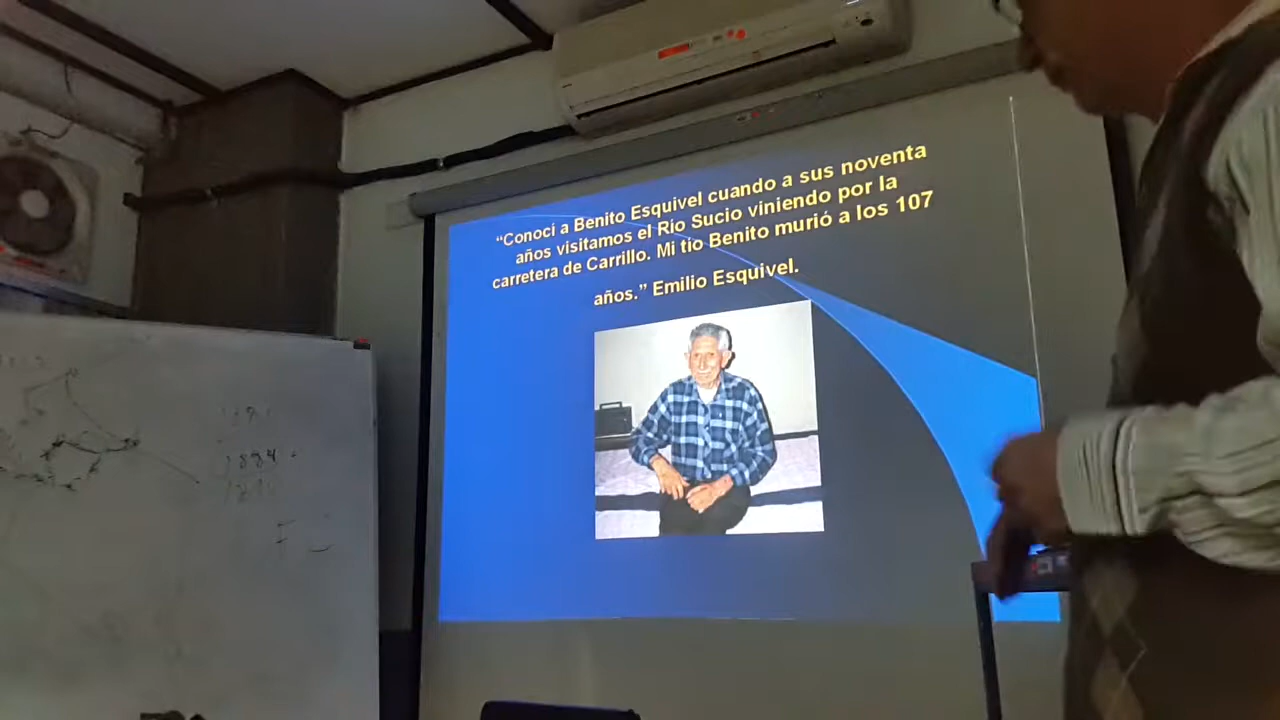 “Conocí a Benito Esquivel cuando a sus noventa
años visitamos el Río Sucio viniendo por la
carretera de Carrillo. Mi tío Benito murió a los 107
años.” Emilio Esquivel.
1884